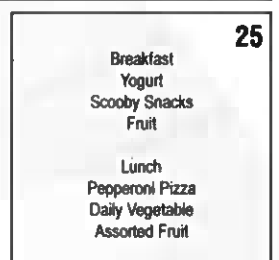 25
Breakfast
Yogurt
Scooby Snacks
Fruit
Lunch
Pepperoni Pizza
Daily Vegetable
Assorted Fruit